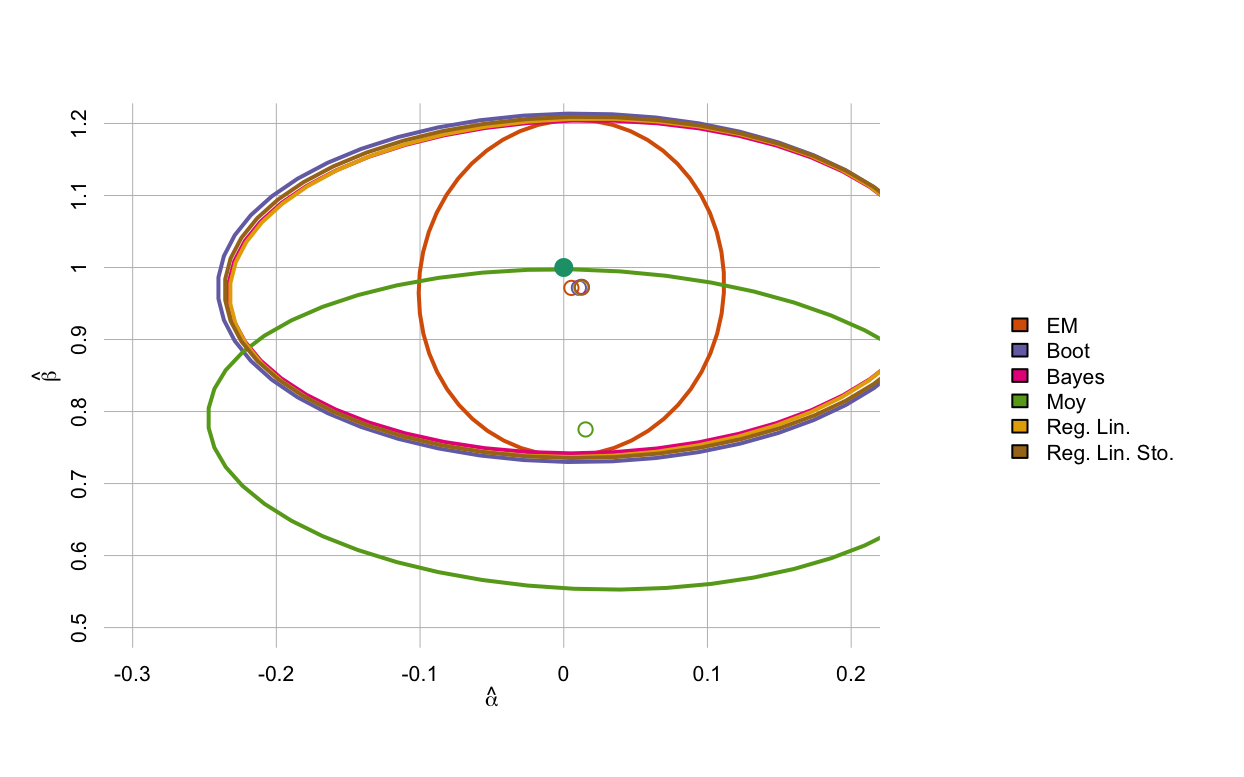 1.2
1.1
1
0.9
0.8
0.7
0.6
0.5
β̂
-0.3 -0.2 -0.1 0 0.1 0.2
α̂
EM
Boot
Bayes
Moy
Reg. Lin.
Reg. Lin. Sto.